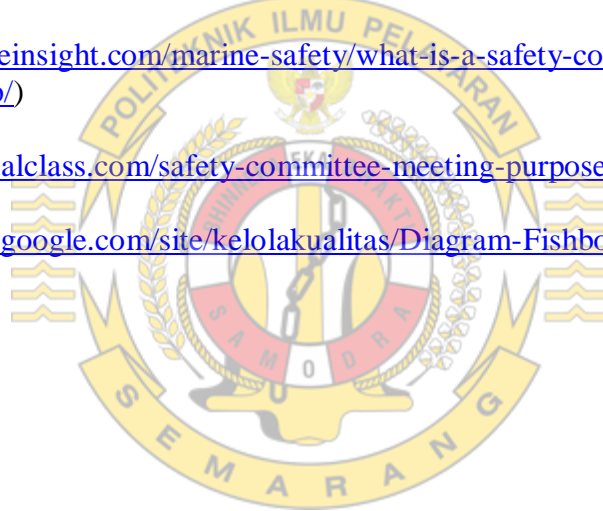 einsight.com/marine-safety/what-is-a-safety-co
o/)
alclass.com/safety-committee-meeting-purpose
google.com/site/kelolakualitas/Diagram-Fishbo
POLITEKNIK ILMU PELAYARAN
SAMODRA
SEMARANG